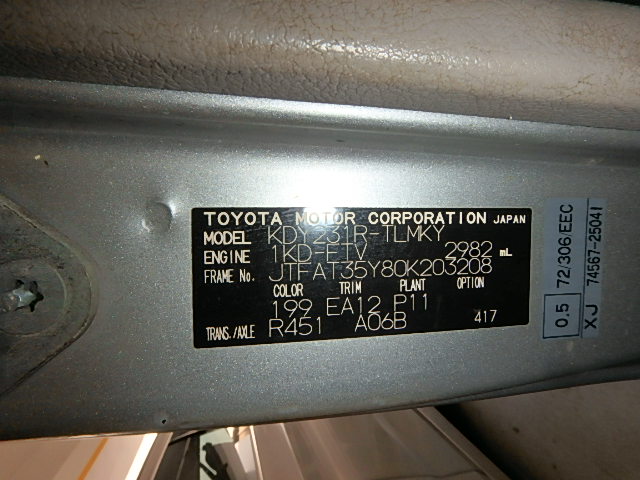 TOYOTA MOTOR CORPORATION JAPAN
MODEL KDY231R-TLMKY
ENGINE 1KD-FTV 2982 mL
FRAME No. JTFAT35Y80K203208
COLOR TRIM PLANT OPTION
199 EA12 P11
TRANS./AXLE R451 A06B 417
0.5 72/306/EEC
XJ 74567-25041